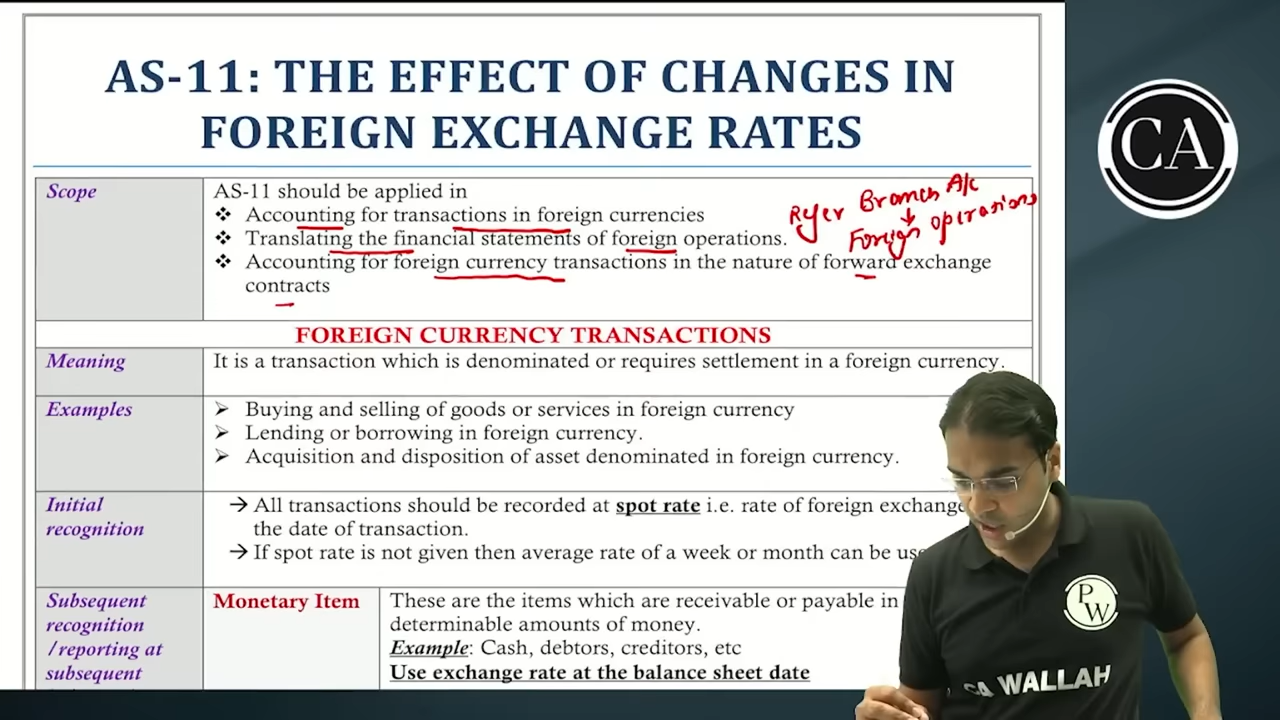 AS-11: THE EFFECT OF CHANGES IN
FOREIGN EXCHANGE RATES
CA
Scope
AS-11 should be applied in
❖ Accounting for transactions in foreign currencies
❖ Translating the financial statements of foreign operations.
❖ Accounting for foreign currency transactions in the nature of forward exchange
contracts
Refer Branch A/c
↓
Foreign operations
FOREIGN CURRENCY TRANSACTIONS
Meaning
It is a transaction which is denominated or requires settlement in a foreign currency.
Examples
➢ Buying and selling of goods or services in foreign currency
➢ Lending or borrowing in foreign currency.
➢ Acquisition and disposition of asset denominated in foreign currency.
Initial
recognition
→ All transactions should be recorded at spot rate i.e. rate of foreign exchange
the date of transaction.
→ If spot rate is not given then average rate of a week or month can be
Subsequent
recognition
/reporting at
subsequent
Monetary Item
These are the items which are receivable or payable in
determinable amounts of money.
Example: Cash, debtors, creditors, etc
Use exchange rate at the balance sheet date
PW
CA WALLAH